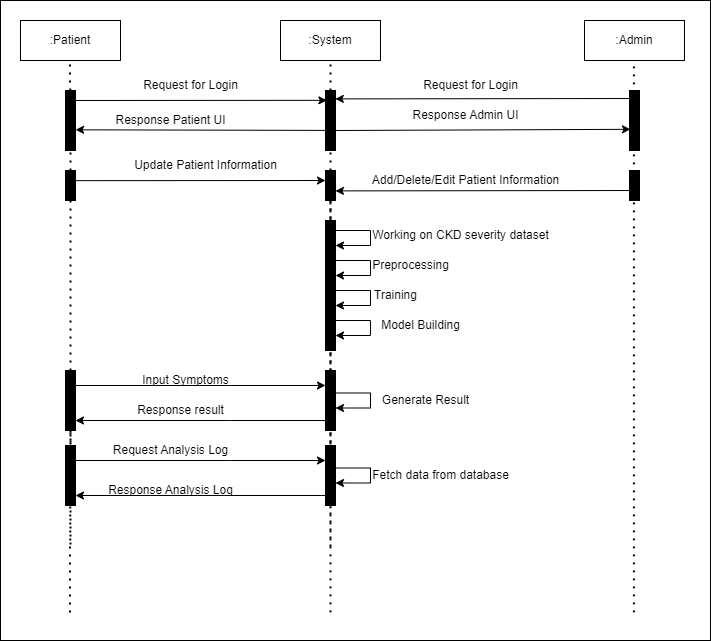 :Patient
:System
:Admin
Request for Login
Request for Login
Response Patient UI
Response Admin UI
Update Patient Information
Add/Delete/Edit Patient Information
Working on CKD severity dataset
Preprocessing
Training
Model Building
Input Symptoms
Generate Result
Response result
Request Analysis Log
Fetch data from database
Response Analysis Log